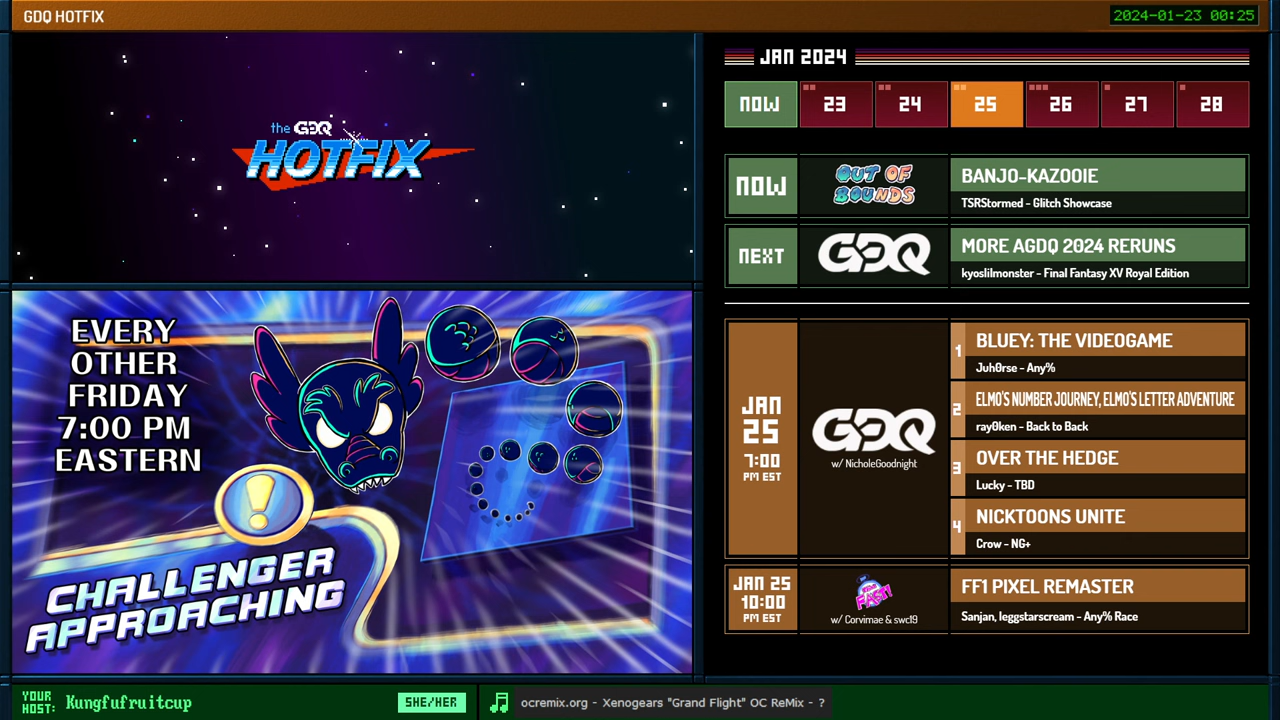 GDQ HOTFIX
2024-01-23 00:25
the GDQ
HOTFIX
EVERY
OTHER
FRIDAY
7:00 PM
EASTERN
!
CHALLENGER
APPROACHING
JAN 2024
NOW 23 24 25 26 27 28
NOW
OUT OF
BOUNDS
BANJO-KAZOOIE
TSRStormed - Glitch Showcase
NEXT
GDQ
MORE AGDQ 2024 RERUNS
kyoslilmonster - Final Fantasy XV Royal Edition
JAN
25
7:00
PM EST
GDQ
w/ NicholeGoodnight
1 BLUEY: THE VIDEOGAME
Juh0rse - Any%
2 ELMO'S NUMBER JOURNEY, ELMO'S LETTER ADVENTURE
ray0ken - Back to Back
3 OVER THE HEDGE
Lucky - TBD
4 NICKTOONS UNITE
Crow - NG+
JAN 25
10:00
PM EST
FAST!
w/ Corvimae & swc19
FF1 PIXEL REMASTER
Sanjan, leggstarscream - Any% Race
YOUR
HOST:
Kungfufruitcup
SHE/HER
ocremix.org - Xenogears "Grand Flight" OC ReMix - ?